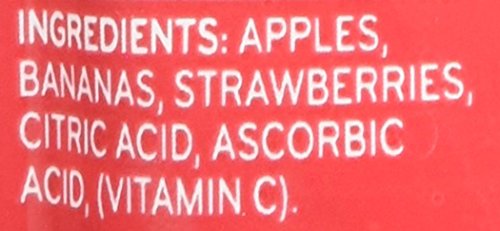 INGREDIENTS: APPLES,
BANANAS, STRAWBERRIES,
CITRIC ACID, ASCORBIC
ACID, (VITAMIN C).